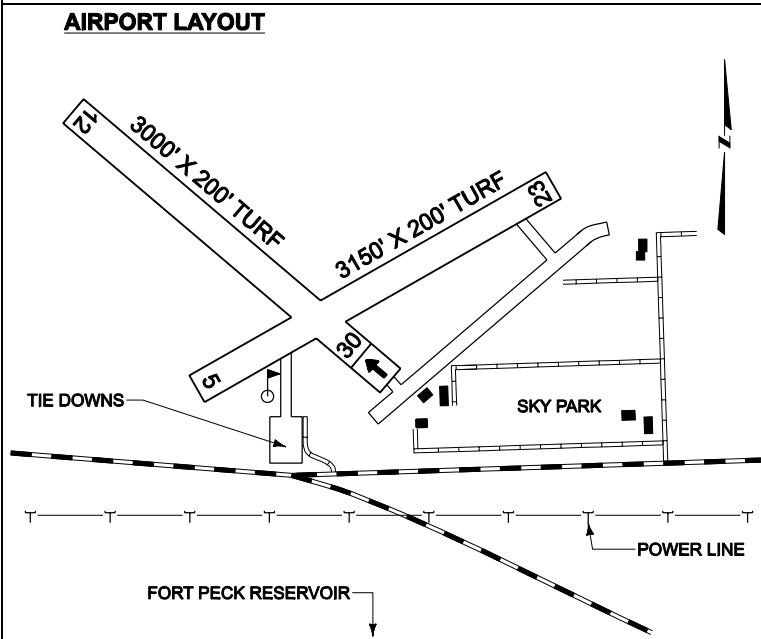 AIRPORT LAYOUT
12
3000' X 200' TURF
3150' X 200' TURF
23
N
30
5
TIE DOWNS
SKY PARK
POWER LINE
FORT PECK RESERVOIR